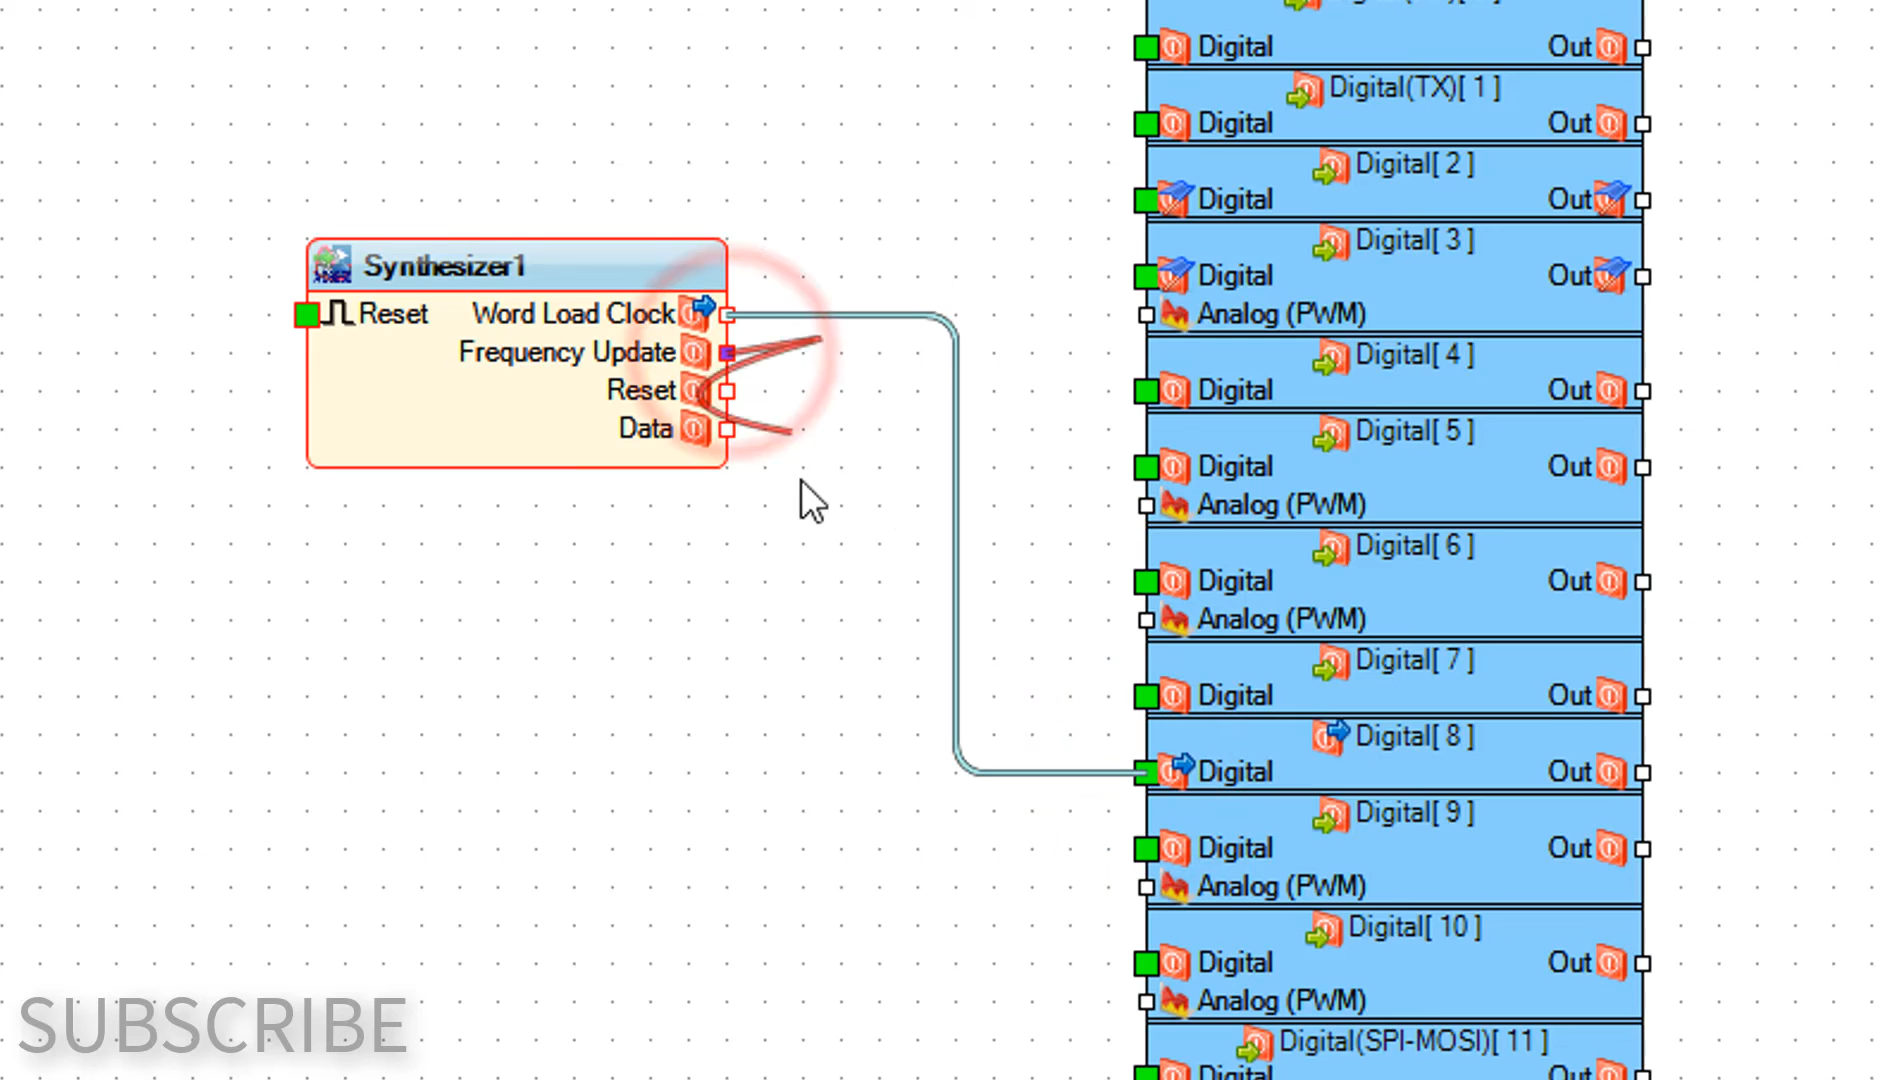 Digital Out
Digital(TX)[ 1 ]
Digital Out
Digital[ 2 ]
Digital Out
Digital[ 3 ]
Digital Out
Analog (PWM)
Digital[ 4 ]
Digital Out
Digital[ 5 ]
Digital Out
Analog (PWM)
Digital[ 6 ]
Digital Out
Analog (PWM)
Digital[ 7 ]
Digital Out
Digital[ 8 ]
Digital Out
Digital[ 9 ]
Digital Out
Analog (PWM)
Digital[ 10 ]
Digital Out
Analog (PWM)
Digital(SPI-MOSI)[ 11 ]
Digital Out
Synthesizer1
Reset Word Load Clock
Frequency Update
Reset
Data
SUBSCRIBE